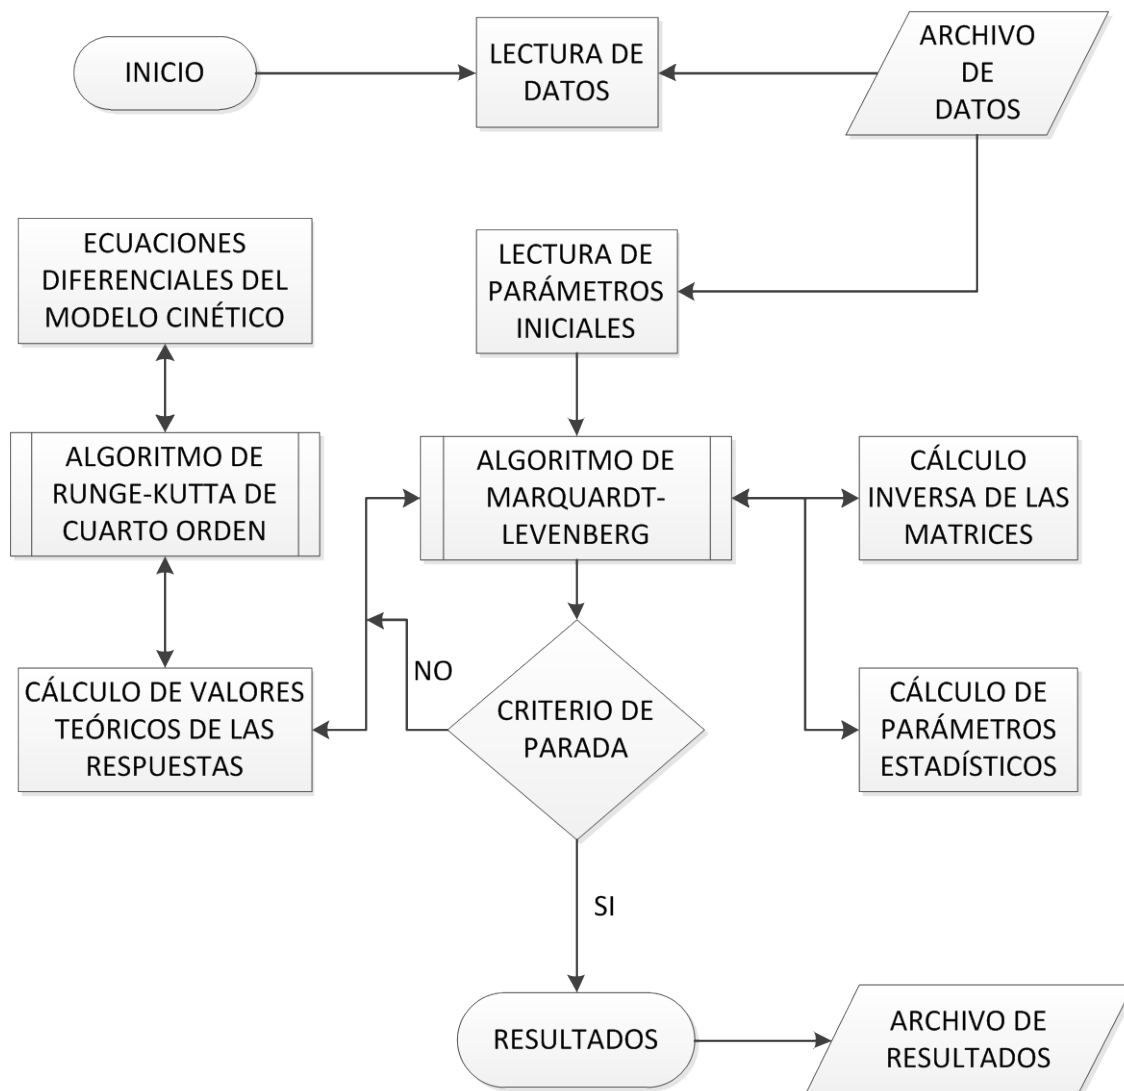 INICIO
LECTURA DE
DATOS
ARCHIVO
DE
DATOS
ECUACIONES
DIFERENCIALES DEL
MODELO CINÉTICO
LECTURA DE
PARÁMETROS
INICIALES
ALGORITMO DE
RUNGE-KUTTA DE
CUARTO ORDEN
ALGORITMO DE
MARQUARDT-
LEVENBERG
CÁLCULO
INVERSA DE LAS
MATRICES
CÁLCULO DE VALORES
TEÓRICOS DE LAS
RESPUESTAS
NO
CRITERIO DE
PARADA
CÁLCULO DE
PARÁMETROS
ESTADÍSTICOS
SI
RESULTADOS
ARCHIVO DE
RESULTADOS